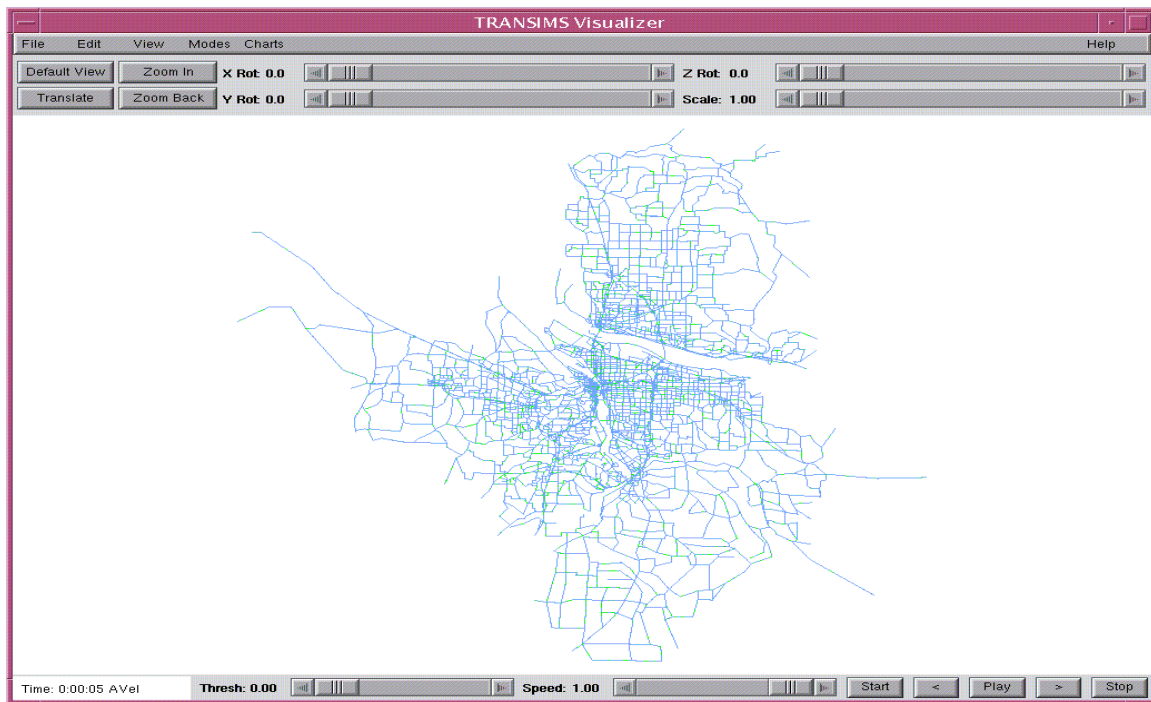 TRANSIMS Visualizer
File Edit View Modes Charts Help
Default View Zoom In X Rot: 0.0 Z Rot: 0.0
Translate Zoom Back Y Rot: 0.0 Scale: 1.00
Time: 0:00:05 AVel Thresh: 0.00 Speed: 1.00 Start < Play > Stop